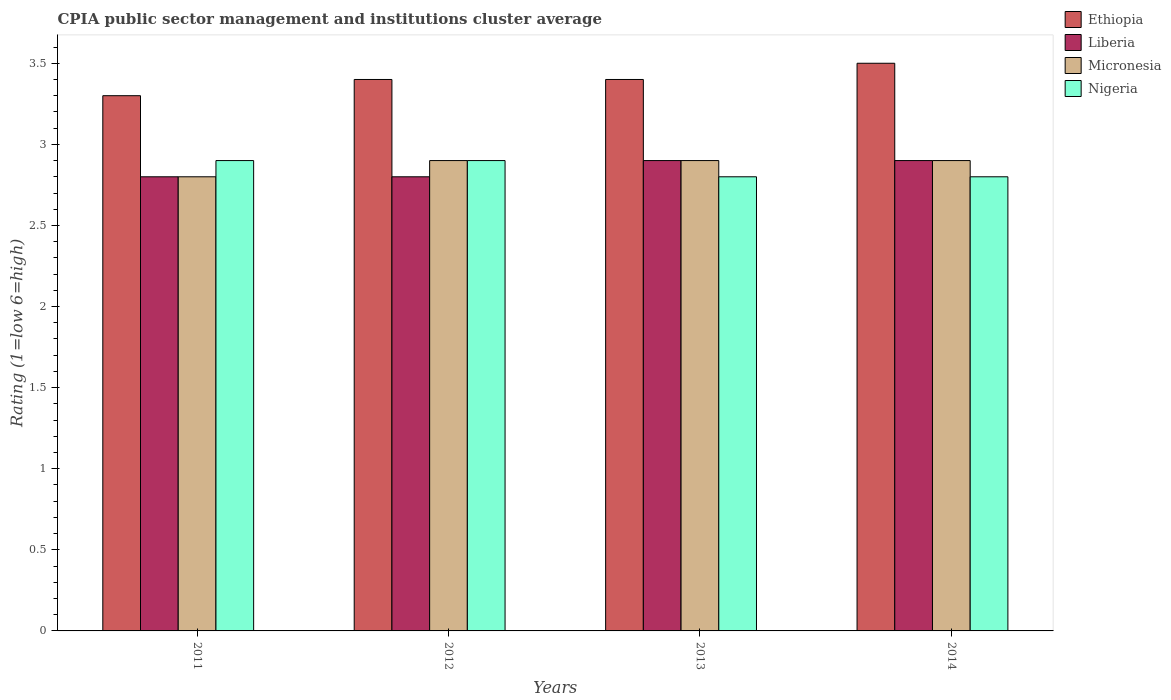 CPIA public sector management and institutions cluster average
Ethiopia
Liberia
Micronesia
Nigeria
Rating (1=low 6=high)
3.5
3
2.5
2
1.5
1
0.5
0
2011
2012
2013
2014
Years